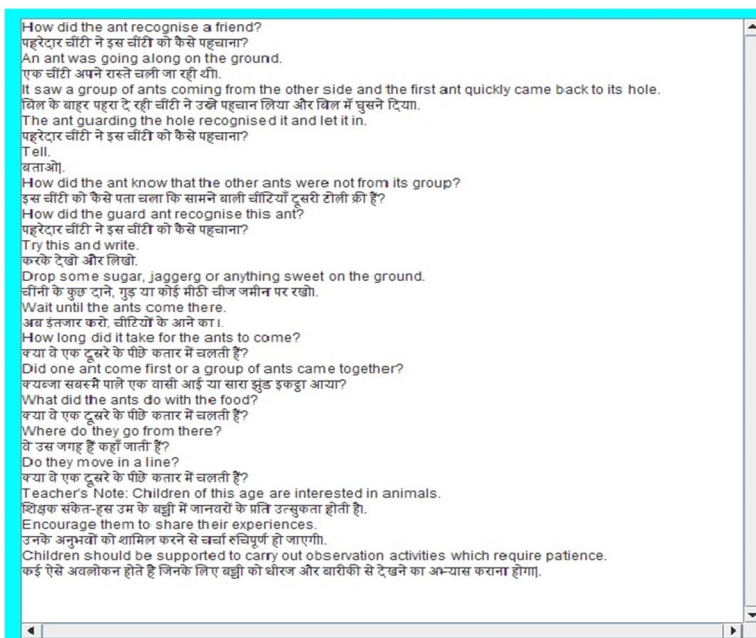 How did the ant recognise a friend?
पहरेदार चींटी ने इस चींटी को कैसे पहचाना?
An ant was going along on the ground.
एक चींटी अपने रास्ते चली जा रही थी।.
It saw a group of ants coming from the other side and the first ant quickly came back to its hole.
बिल के बाहर पहरा दे रही चींटी ने उस्ने पहचान लिया और बिल में घुसने दिया।.
The ant guarding the hole recognised it and let it in.
पहरेदार चींटी ने इस चींटी को कैसे पहचाना?
Tell.
बताओ|.
How did the ant know that the other ants were not from its group?
इस चींटी को कैसे पता चला कि सामने बाली चींटियाँ दूसरी टोली क्री हैं?
How did the guard ant recognise this ant?
पहरेदार चींटी ने इस चींटी को कैसे पहचाना?
Try this and write.
करके देखो और लिखो.
Drop some sugar, jaggerg or anything sweet on the ground.
चींनी के कुछ दाने, गुड़ या कोई मीठी चीज जमीन पर रखो।.
Wait until the ants come there.
अब इंतजार करो, चीटियों के आने का।.
How long did it take for the ants to come?
क्या वे एक दूसरे के पीछे कतार में चलती हैं?
Did one ant come first or a group of ants came together?
क्यब्जा सबस्मै पाले एक वासी आई या सारा झुंड इकट्ठा आया?
What did the ants do with the food?
क्या वे एक दूसरे के पीछे कतार में चलती हैं?
Where do they go from there?
वे उस जगह हैं कहाँ जाती हैं?
Do they move in a line?
क्या वे एक दूसरे के पीछे कतार में चलती हैं?
Teacher's Note: Children of this age are interested in animals.
शिक्षक संकेत-हस उम के बच्ची में जानवरों के प्रति उत्सुकता होती है।.
Encourage them to share their experiences.
उनके अनुभवों को शामिल करने से चर्चा रुचिपूर्ण हो जाएगी।.
Children should be supported to carry out observation activities which require patience.
कई ऐसे अवलोकन होते है जिनके लिए बच्ची को धीरज और बारीकी से देखने का अभ्यास कराना होगा|.